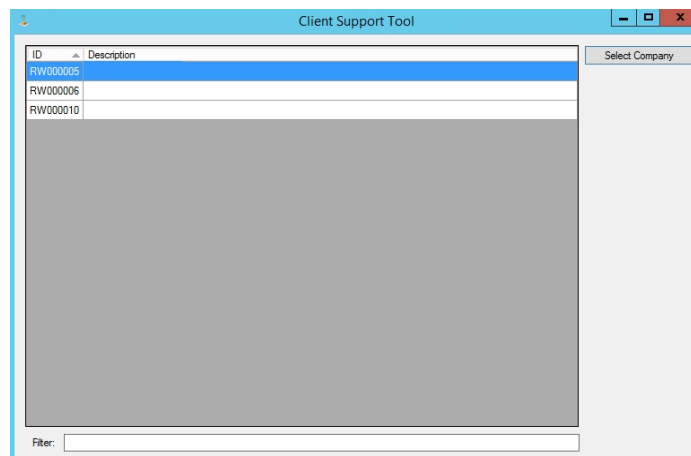 Client Support Tool
ID Description
Select Company
RW000005
RW000006
RW000010
Filter: